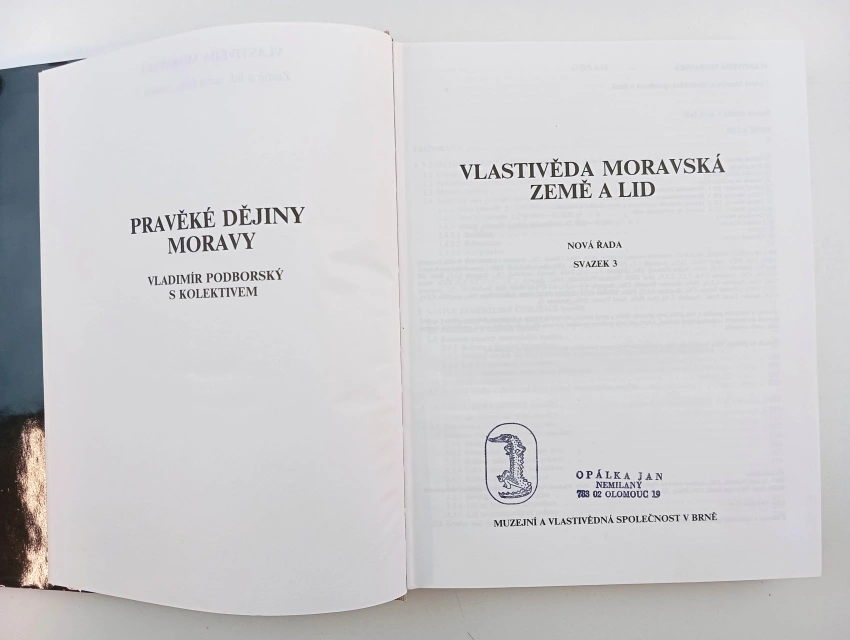 PRAVĚKÉ DĚJINY
MORAVY
VLADIMÍR PODBORSKÝ
S KOLEKTIVEM
VLASTIVĚDA MORAVSKÁ
ZEMĚ A LID
NOVÁ ŘADA
SVAZEK 3
OPÁLKA JAN
NEMILANY
783 02 OLOMOUC 19
MUZEJNÍ A VLASTIVĚDNÁ SPOLEČNOST V BRNĚ